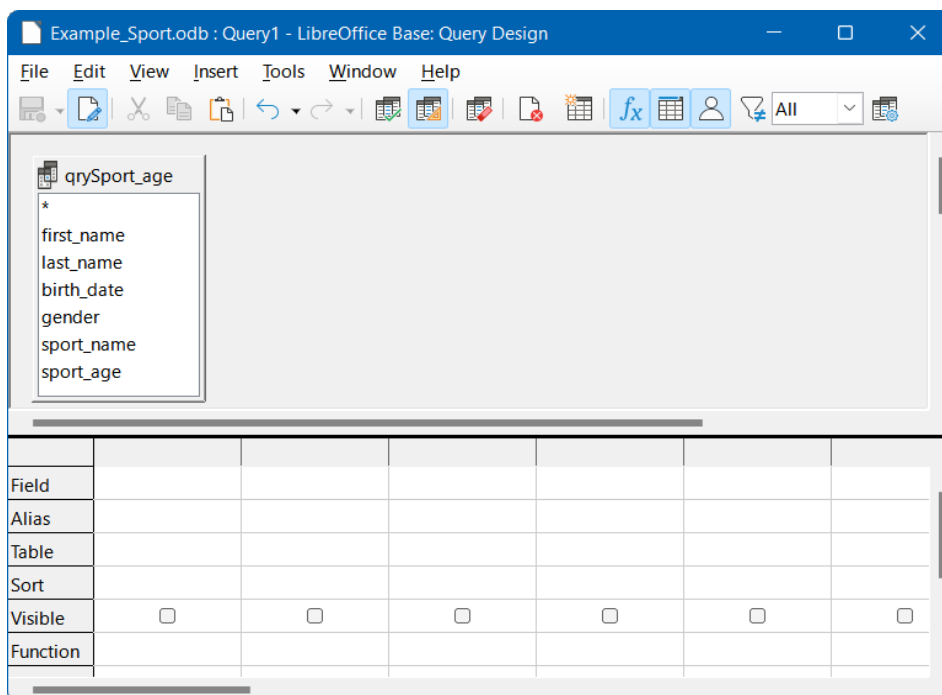 Example_Sport.odb : Query1 - LibreOffice Base: Query Design
File Edit View Insert Tools Window Help
fx All
qrySport_age
*
first_name
last_name
birth_date
gender
sport_name
sport_age
Field
Alias
Table
Sort
Visible
Function